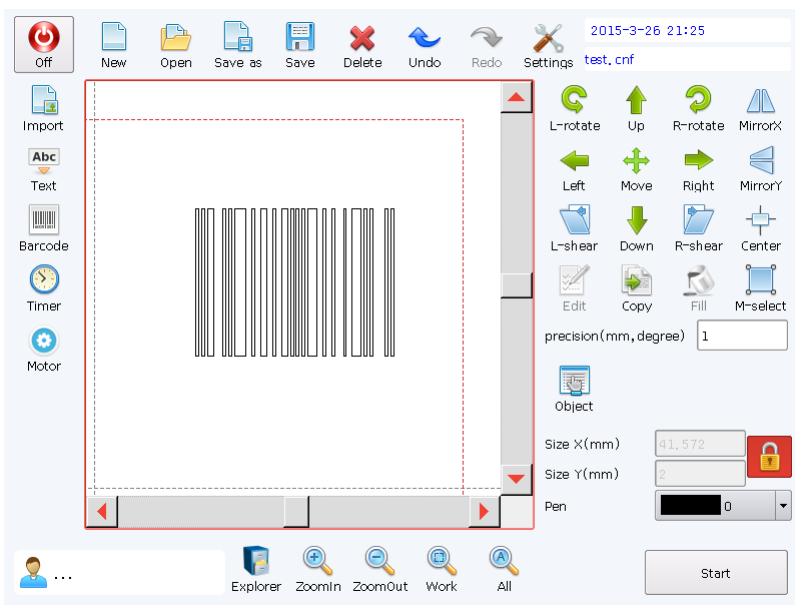 Off
New
Open
Save as
Save
Delete
Undo
Redo
Settings
2015-3-26 21:25
test.cnf
Import
Abc
Text
Barcode
Timer
Motor
L-rotate
Up
R-rotate
MirrorX
Left
Move
Right
MirrorY
L-shear
Down
R-shear
Center
Edit
Copy
Fill
M-select
precision(mm,degree)
1
Object
Size X(mm)
41.572
Size Y(mm)
2
Pen
0
...
Explorer
ZoomIn
ZoomOut
Work
A
All
Start